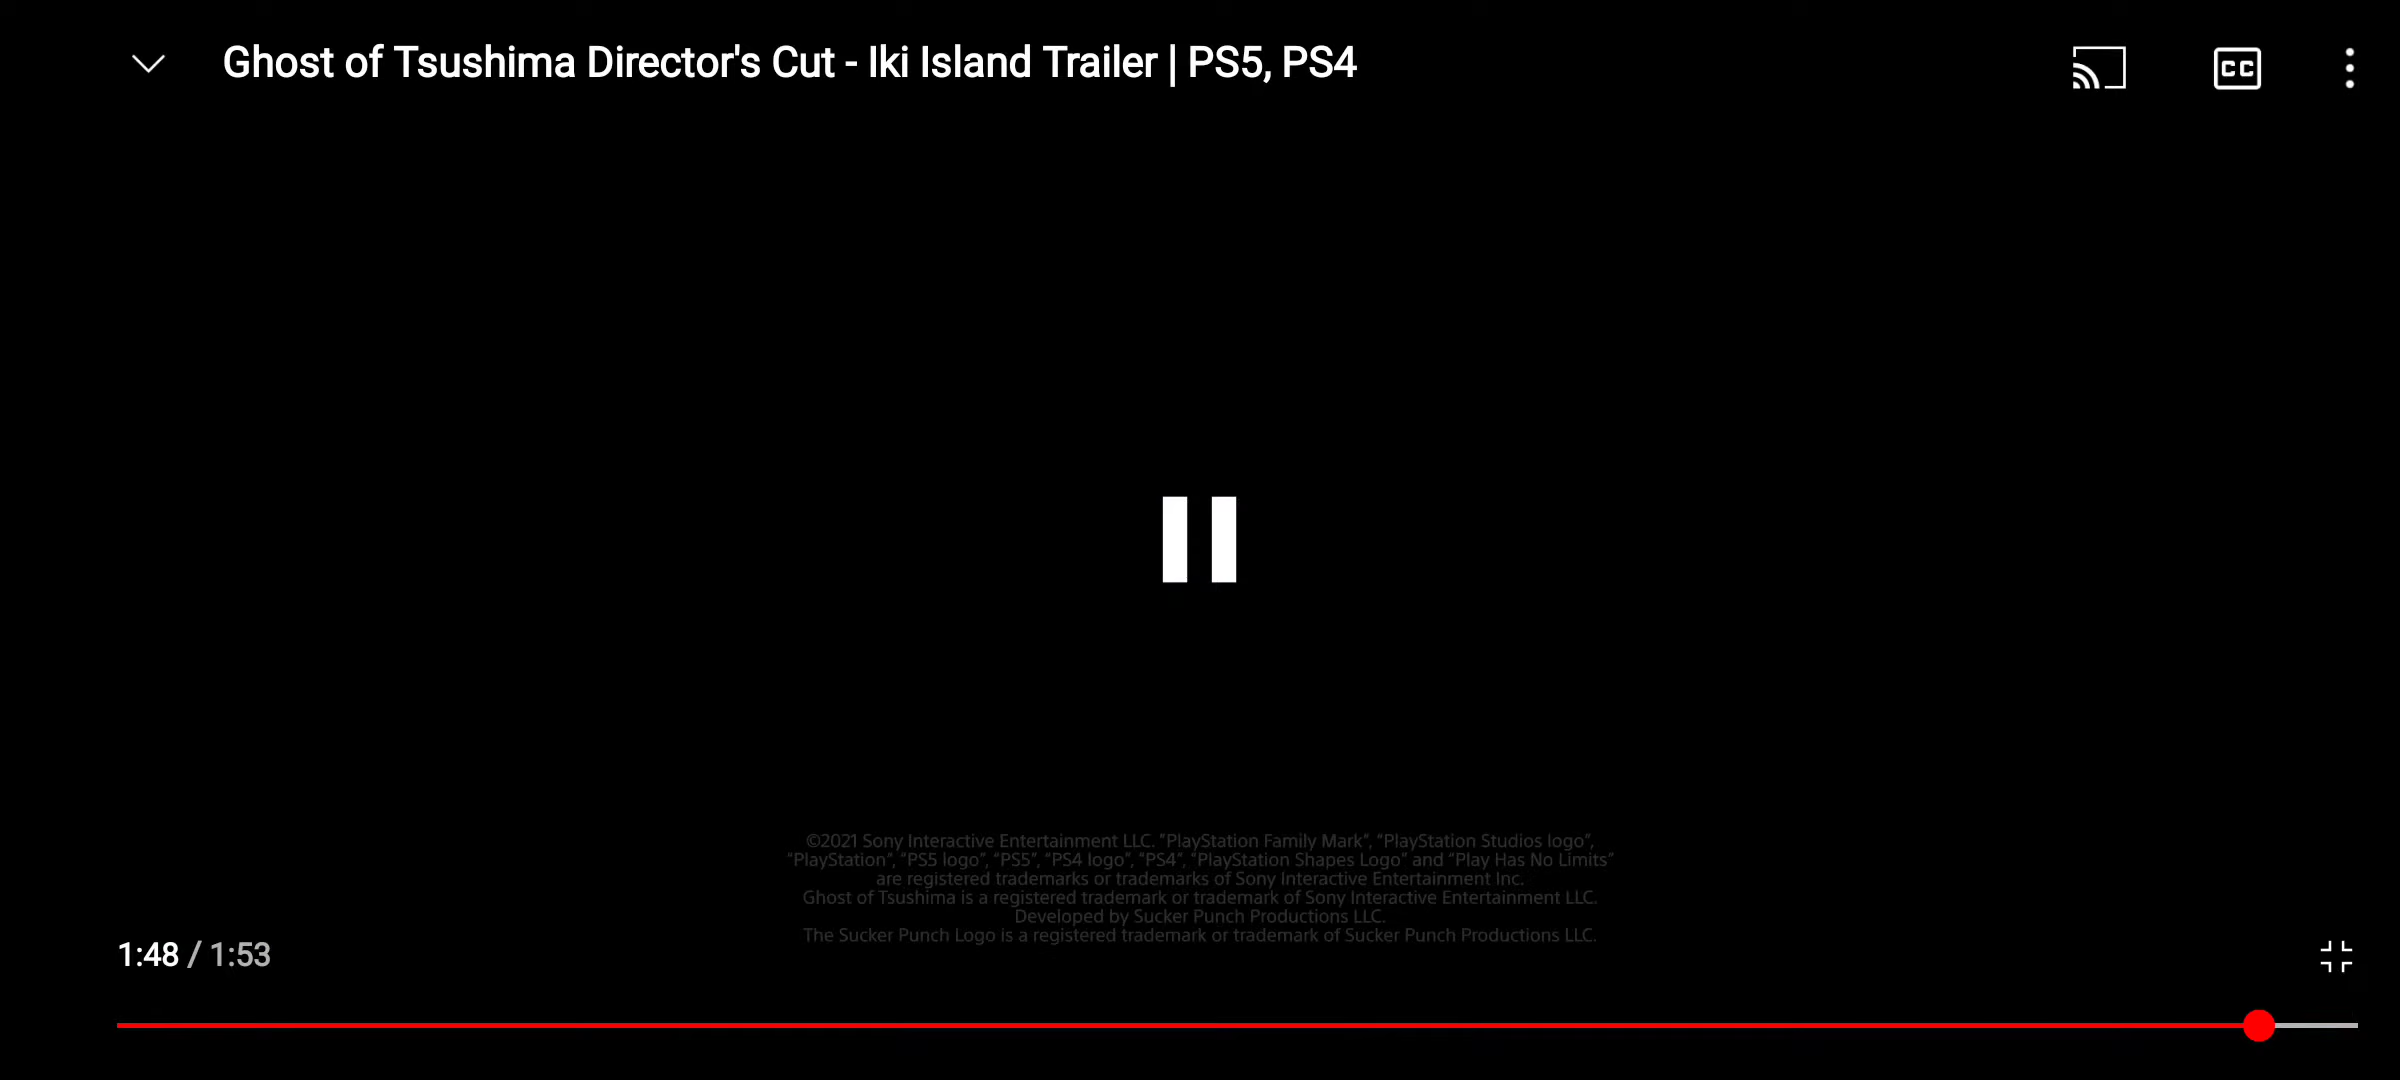 Ghost of Tsushima Director's Cut - Iki Island Trailer | PS5, PS4
CC
©2021 Sony Interactive Entertainment LLC. "PlayStation Family Mark", "PlayStation Studios logo",
"PlayStation", "PS5 logo", "PS5", "PS4 logo", "PS4", "PlayStation Shapes Logo" and "Play Has No Limits"
are registered trademarks or trademarks of Sony Interactive Entertainment Inc.
Ghost of Tsushima is a registered trademark or trademark of Sony Interactive Entertainment LLC.
Developed by Sucker Punch Productions LLC.
The Sucker Punch Logo is a registered trademark or trademark of Sucker Punch Productions LLC.
1:48 / 1:53